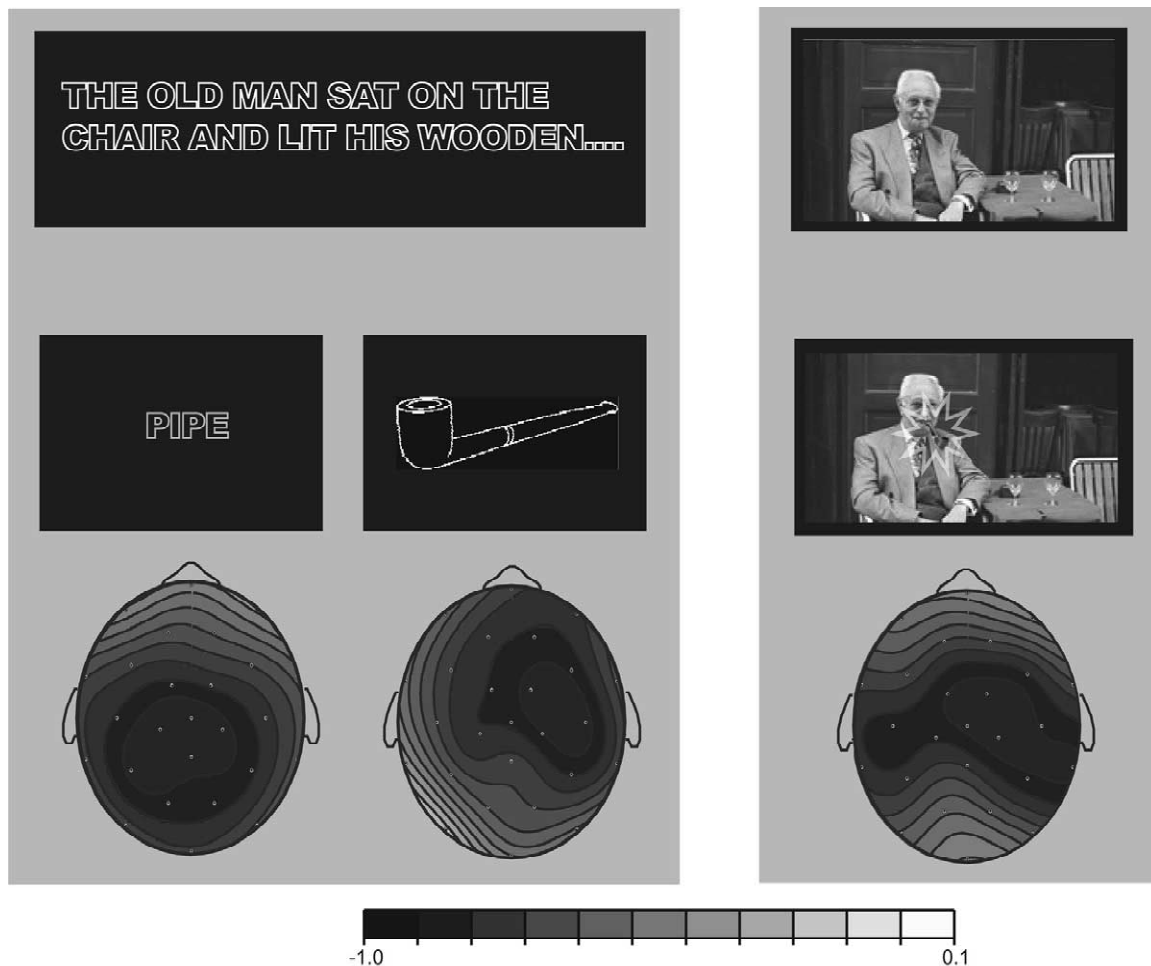 THE OLD MAN SAT ON THE
CHAIR AND LIT HIS WOODEN....
PIPE
-1.0
0.1